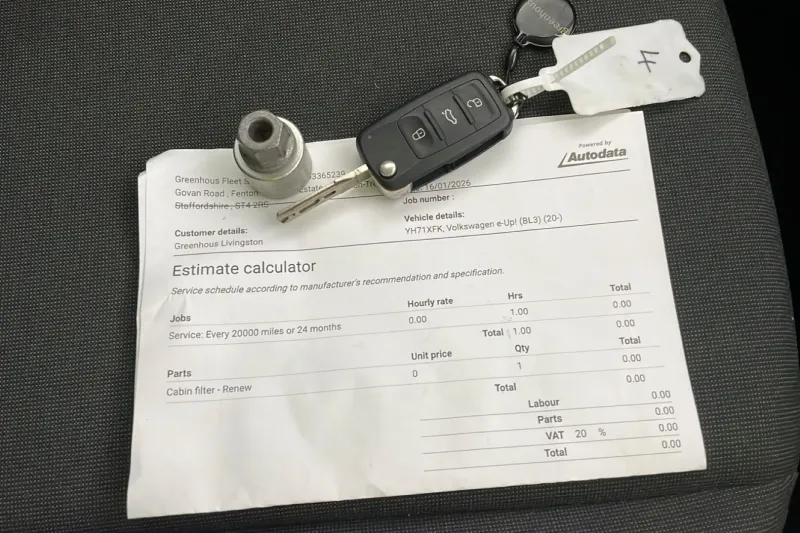 Greenhous
4
Powered by
Autodata
Greenhous Fleet S 03365239
Govan Road , Fenton Estate
Staffordshire , ST4 2RS
16/01/2026
Job number :
Customer details:
Greenhous Livingston
Vehicle details:
YH71XFK, Volkswagen e-Up! (BL3) (20-)
Estimate calculator
Service schedule according to manufacturer's recommendation and specification.
Jobs Hourly rate Hrs Total
Service: Every 20000 miles or 24 months 0.00 1.00 0.00
Total 1.00 0.00
Parts Unit price Qty Total
Cabin filter - Renew 0 1 0.00
Total 0.00
Labour 0.00
Parts 0.00
VAT 20 % 0.00
Total 0.00